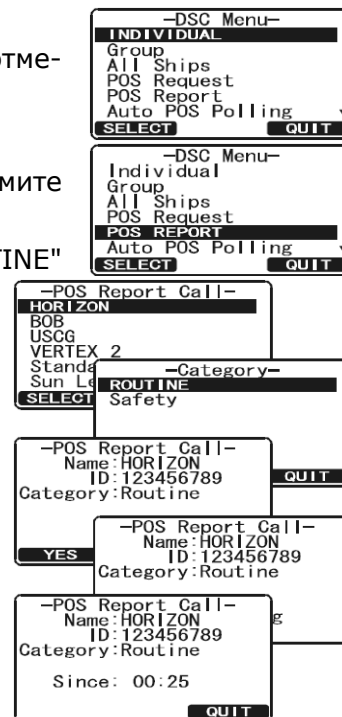 отме-
мите
TINE"
—DSC Menu—
INDIVIDUAL
Group
All Ships
POS Request
POS Report
Auto POS Polling
SELECT QUIT
—DSC Menu—
Individual
Group
All Ships
POS Request
POS REPORT
Auto POS Polling
SELECT QUIT
—POS Report Call—
HORIZON
BOB
USCG
VERTEX 2
Standa
Sun Le
SELECT
—Category—
ROUTINE
Safety
QUIT
—POS Report Call—
Name:HORIZON
ID:123456789
Category:Routine
YES
—POS Report Call—
Name:HORIZON
ID:123456789
Category:Routine
g
—POS Report Call—
Name:HORIZON
ID:123456789
Category:Routine
Since: 00:25
QUIT